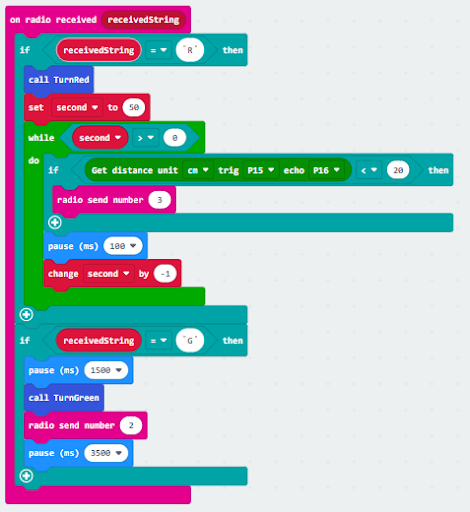 on radio received receivedString
if receivedString = "R" then
call TurnRed
set second to 50
while second > 0
do if Get distance unit cm trig P15 echo P16 < 20 then
radio send number 3
pause (ms) 100
change second by -1
if receivedString = "G" then
pause (ms) 1500
call TurnGreen
radio send number 2
pause (ms) 3500